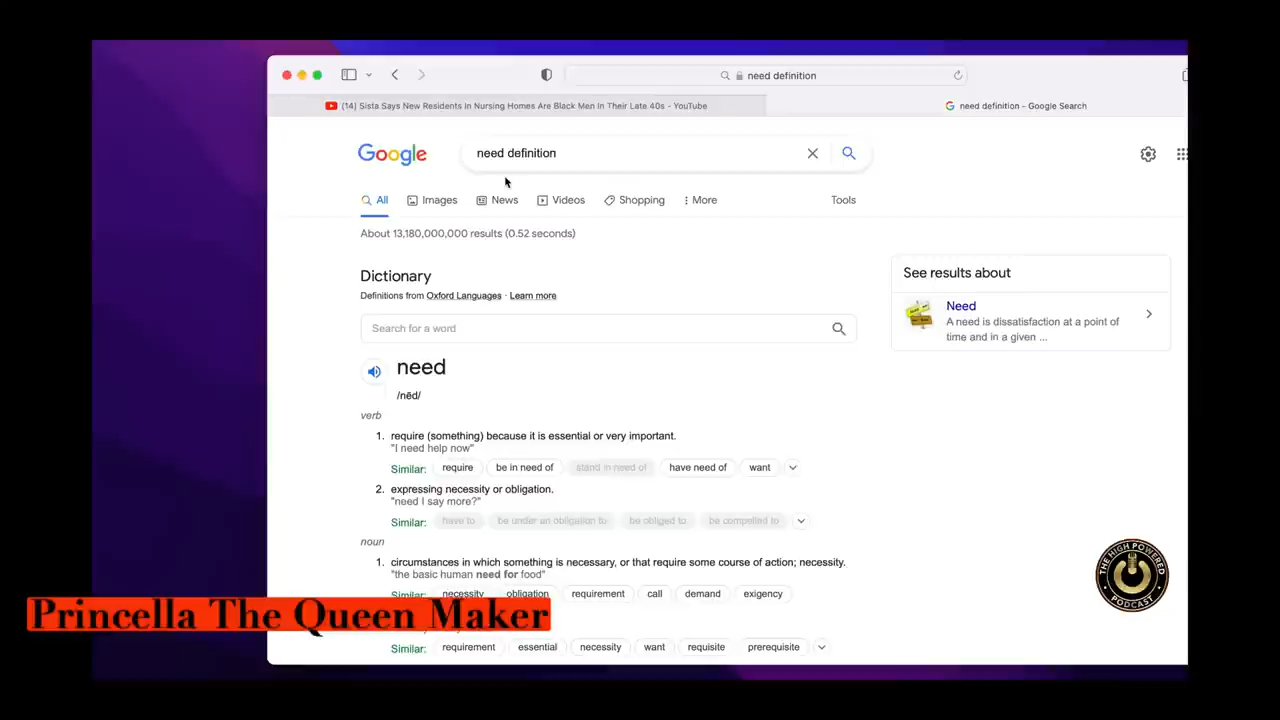 need definition
(14) Sista Says New Residents In Nursing Homes Are Black Men In Their Late 40s - YouTube
need definition - Google Search
Google
need definition
All
Images
News
Videos
Shopping
More
Tools
About 13,180,000,000 results (0.52 seconds)
Dictionary
Definitions from Oxford Languages · Learn more
Search for a word
See results about
Need
A need is dissatisfaction at a point of
time and in a given ...
need
/nēd/
verb
1. require (something) because it is essential or very important.
"I need help now"
Similar: require be in need of stand in need of have need of want
2. expressing necessity or obligation.
"need I say more?"
Similar: have to be under an obligation to be obliged to be compelled to
noun
1. circumstances in which something is necessary, or that require some course of action; necessity.
"the basic human need for food"
Similar: necessity obligation requirement call demand exigency
THE HIGH POWERED
PODCAST
Princella The Queen Maker
Similar: requirement essential necessity want requisite prerequisite